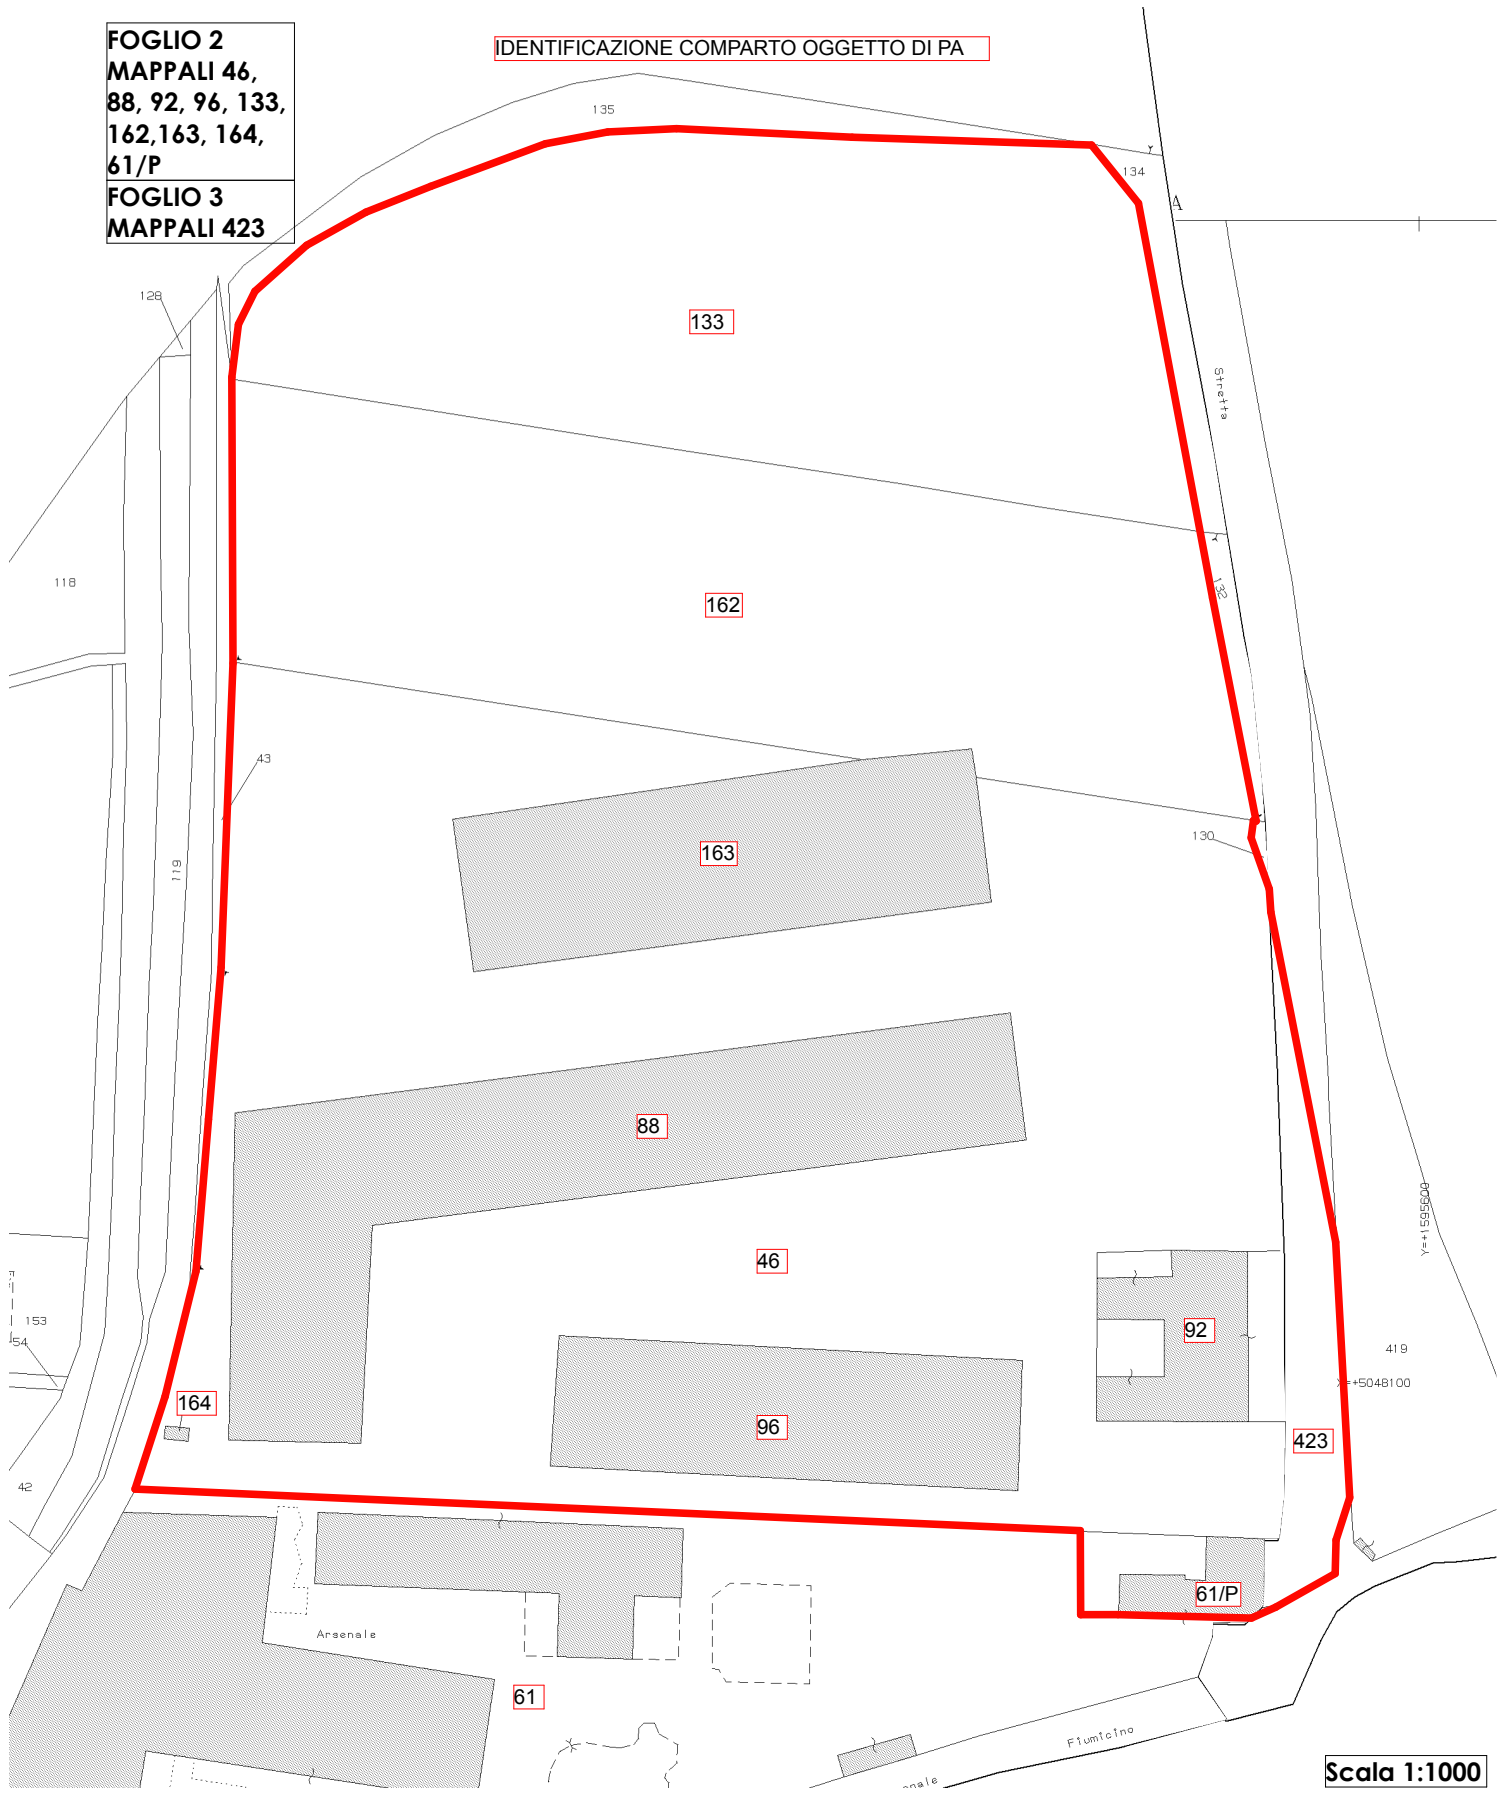 FOGLIO 2
MAPPALI 46,
88, 92, 96, 133,
162,163, 164,
61/P
FOGLIO 3
MAPPALI 423
IDENTIFICAZIONE COMPARTO OGGETTO DI PA
135
134
A
128
133
Stretta
118
162
132
43
119
163
130
88
Y=+1595600
46
153
54
92
419
+5048100
164
96
423
42
61/P
Arsenale
61
Fiumicino
Scala 1:1000